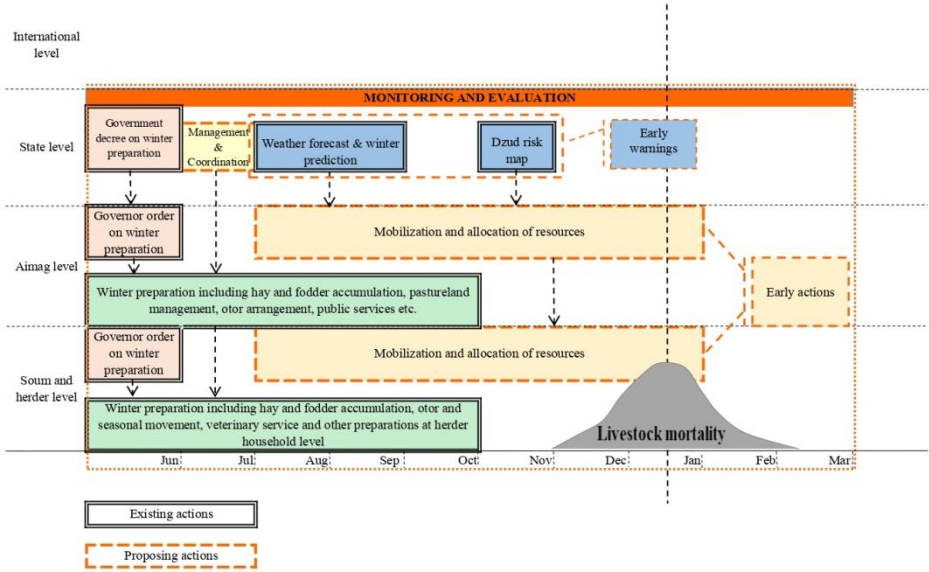 International
level
MONITORING AND EVALUATION
State level
Government
decree on winter
preparation
Management
&
Coordination
Weather forecast & winter
prediction
Dzud risk
map
Early
warnings
Aimag level
Governor order
on winter
preparation
Mobilization and allocation of resources
Winter preparation including hay and fodder accumulation, pastureland
management, otor arrangement, public services etc.
Early actions
Soum and
herder level
Governor order
on winter
preparation
Mobilization and allocation of resources
Winter preparation including hay and fodder accumulation, otor and
seasonal movement, veterinary service and other preparations at herder
household level
Livestock mortality
Jun Jul Aug Sep Oct Nov Dec Jan Feb Mar
Existing actions
Proposing actions